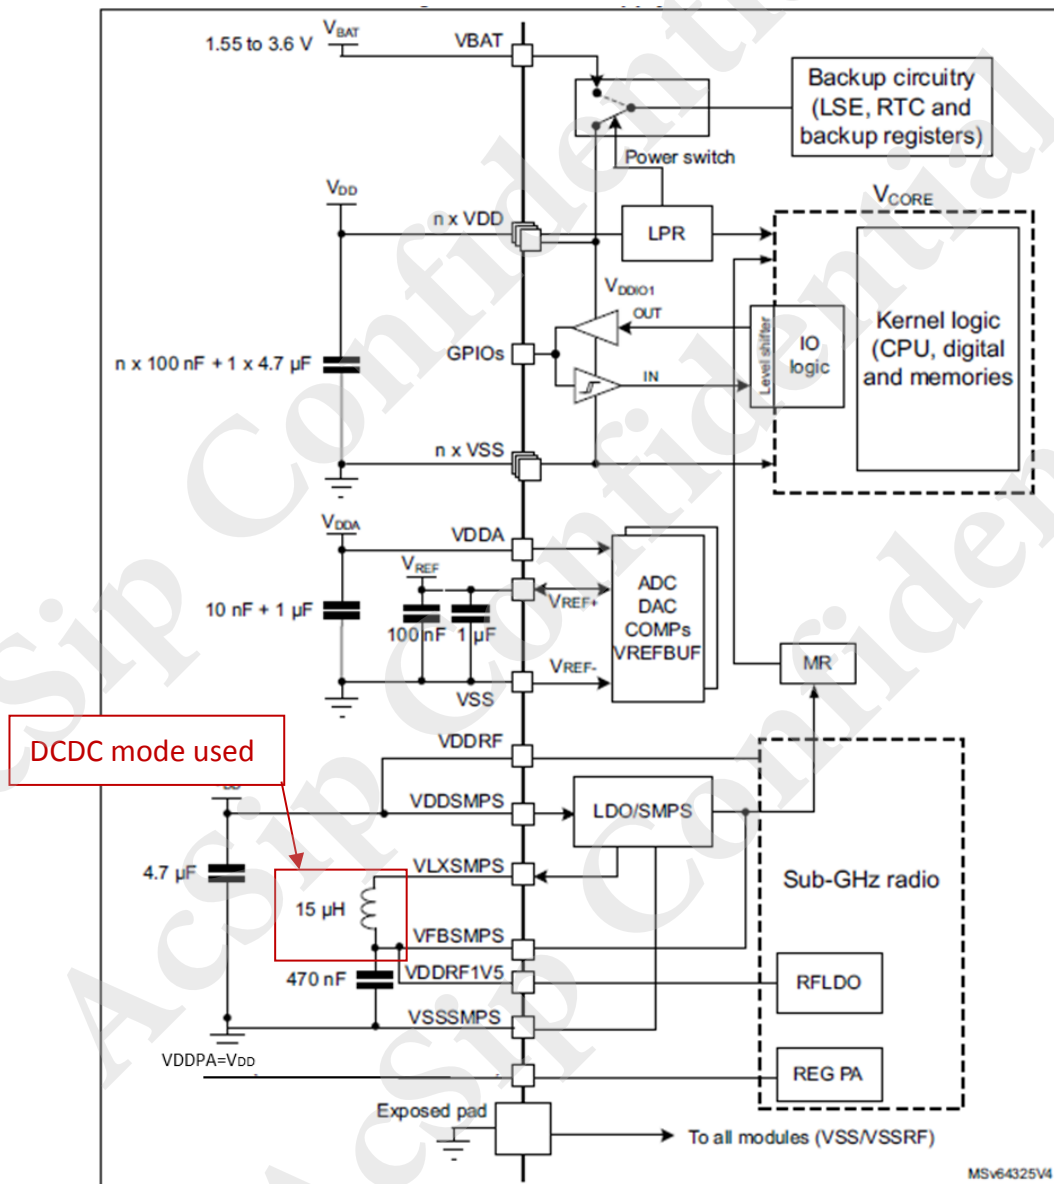 VBAT
1.55 to 3.6 V
VBAT
Backup circuitry
(LSE, RTC and
backup registers)
Power switch
VDD
n x VDD
LPR
VCORE
VDDIO1
OUT
GPIOs
IN
Level shifter
IO
logic
Kernel logic
(CPU, digital
and memories)
n x 100 nF + 1 x 4.7 µF
n x VSS
VDDA
VDDA
VREF
10 nF + 1 µF
100 nF
1 µF
VREF+
ADC
DAC
COMPs
VREFBUF
VREF-
VSS
MR
DCDC mode used
VDDRF
VDDSMPS
LDO/SMPS
4.7 µF
VLXSMPS
15 µH
Sub-GHz radio
VFBSMPS
470 nF
VDDRF1V5
RFLDO
VSSSMPS
VDDPA=VDD
REG PA
Exposed pad
To all modules (VSS/VSSRF)
MSv64325V4
AcSip Confidential
AcSip Confidential